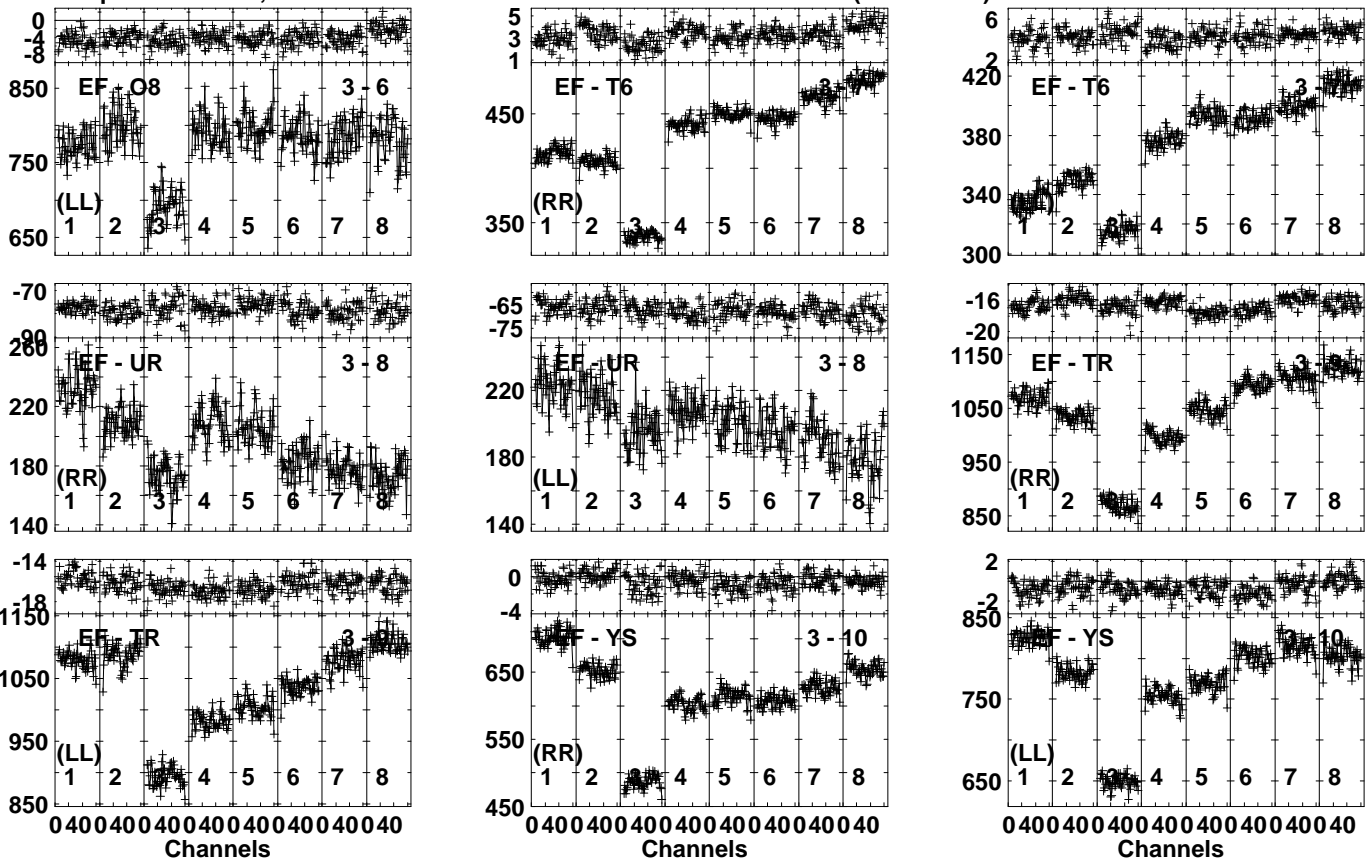 0 5 6
-4 3
-8 1 2
850 EF - O8 3 - 6 450 EF - T6 420 EF - T6
750 380
(LL) (RR) 350 340
650 1 2 3 4 5 6 7 8 1 2 3 4 5 6 7 8 300 1 2 3 4 5 6 7 8
-70 -65 -16
-90 -75 -20
260 EF - UR 3 - 8 EF - UR 3 - 8 1150 EF - TR
220 220 1050
180 180 950
(RR) (LL) (RR)
140 1 2 3 4 5 6 7 8 140 1 2 3 4 5 6 7 8 850 1 2 3 4 5 6 7 8
-14 0 2
-18 -4 -2
1150 EF - TR EF - YS 3 - 10 850 EF - YS 3 - 10
1050 650
950 550 750
(LL) (RR) (LL)
850 1 2 3 4 5 6 7 8 450 1 2 3 4 5 6 7 8 650 1 2 3 4 5 6 7 8
0 40 0 40 0 40 0 40 0 40 0 40 0 40 0 40 0 40 0 40 0 40 0 40 0 40 0 40 0 40 0 40 0 40 0 40 0 40 0 40 0 40 0 40 0 40 0 40
Channels Channels Channels